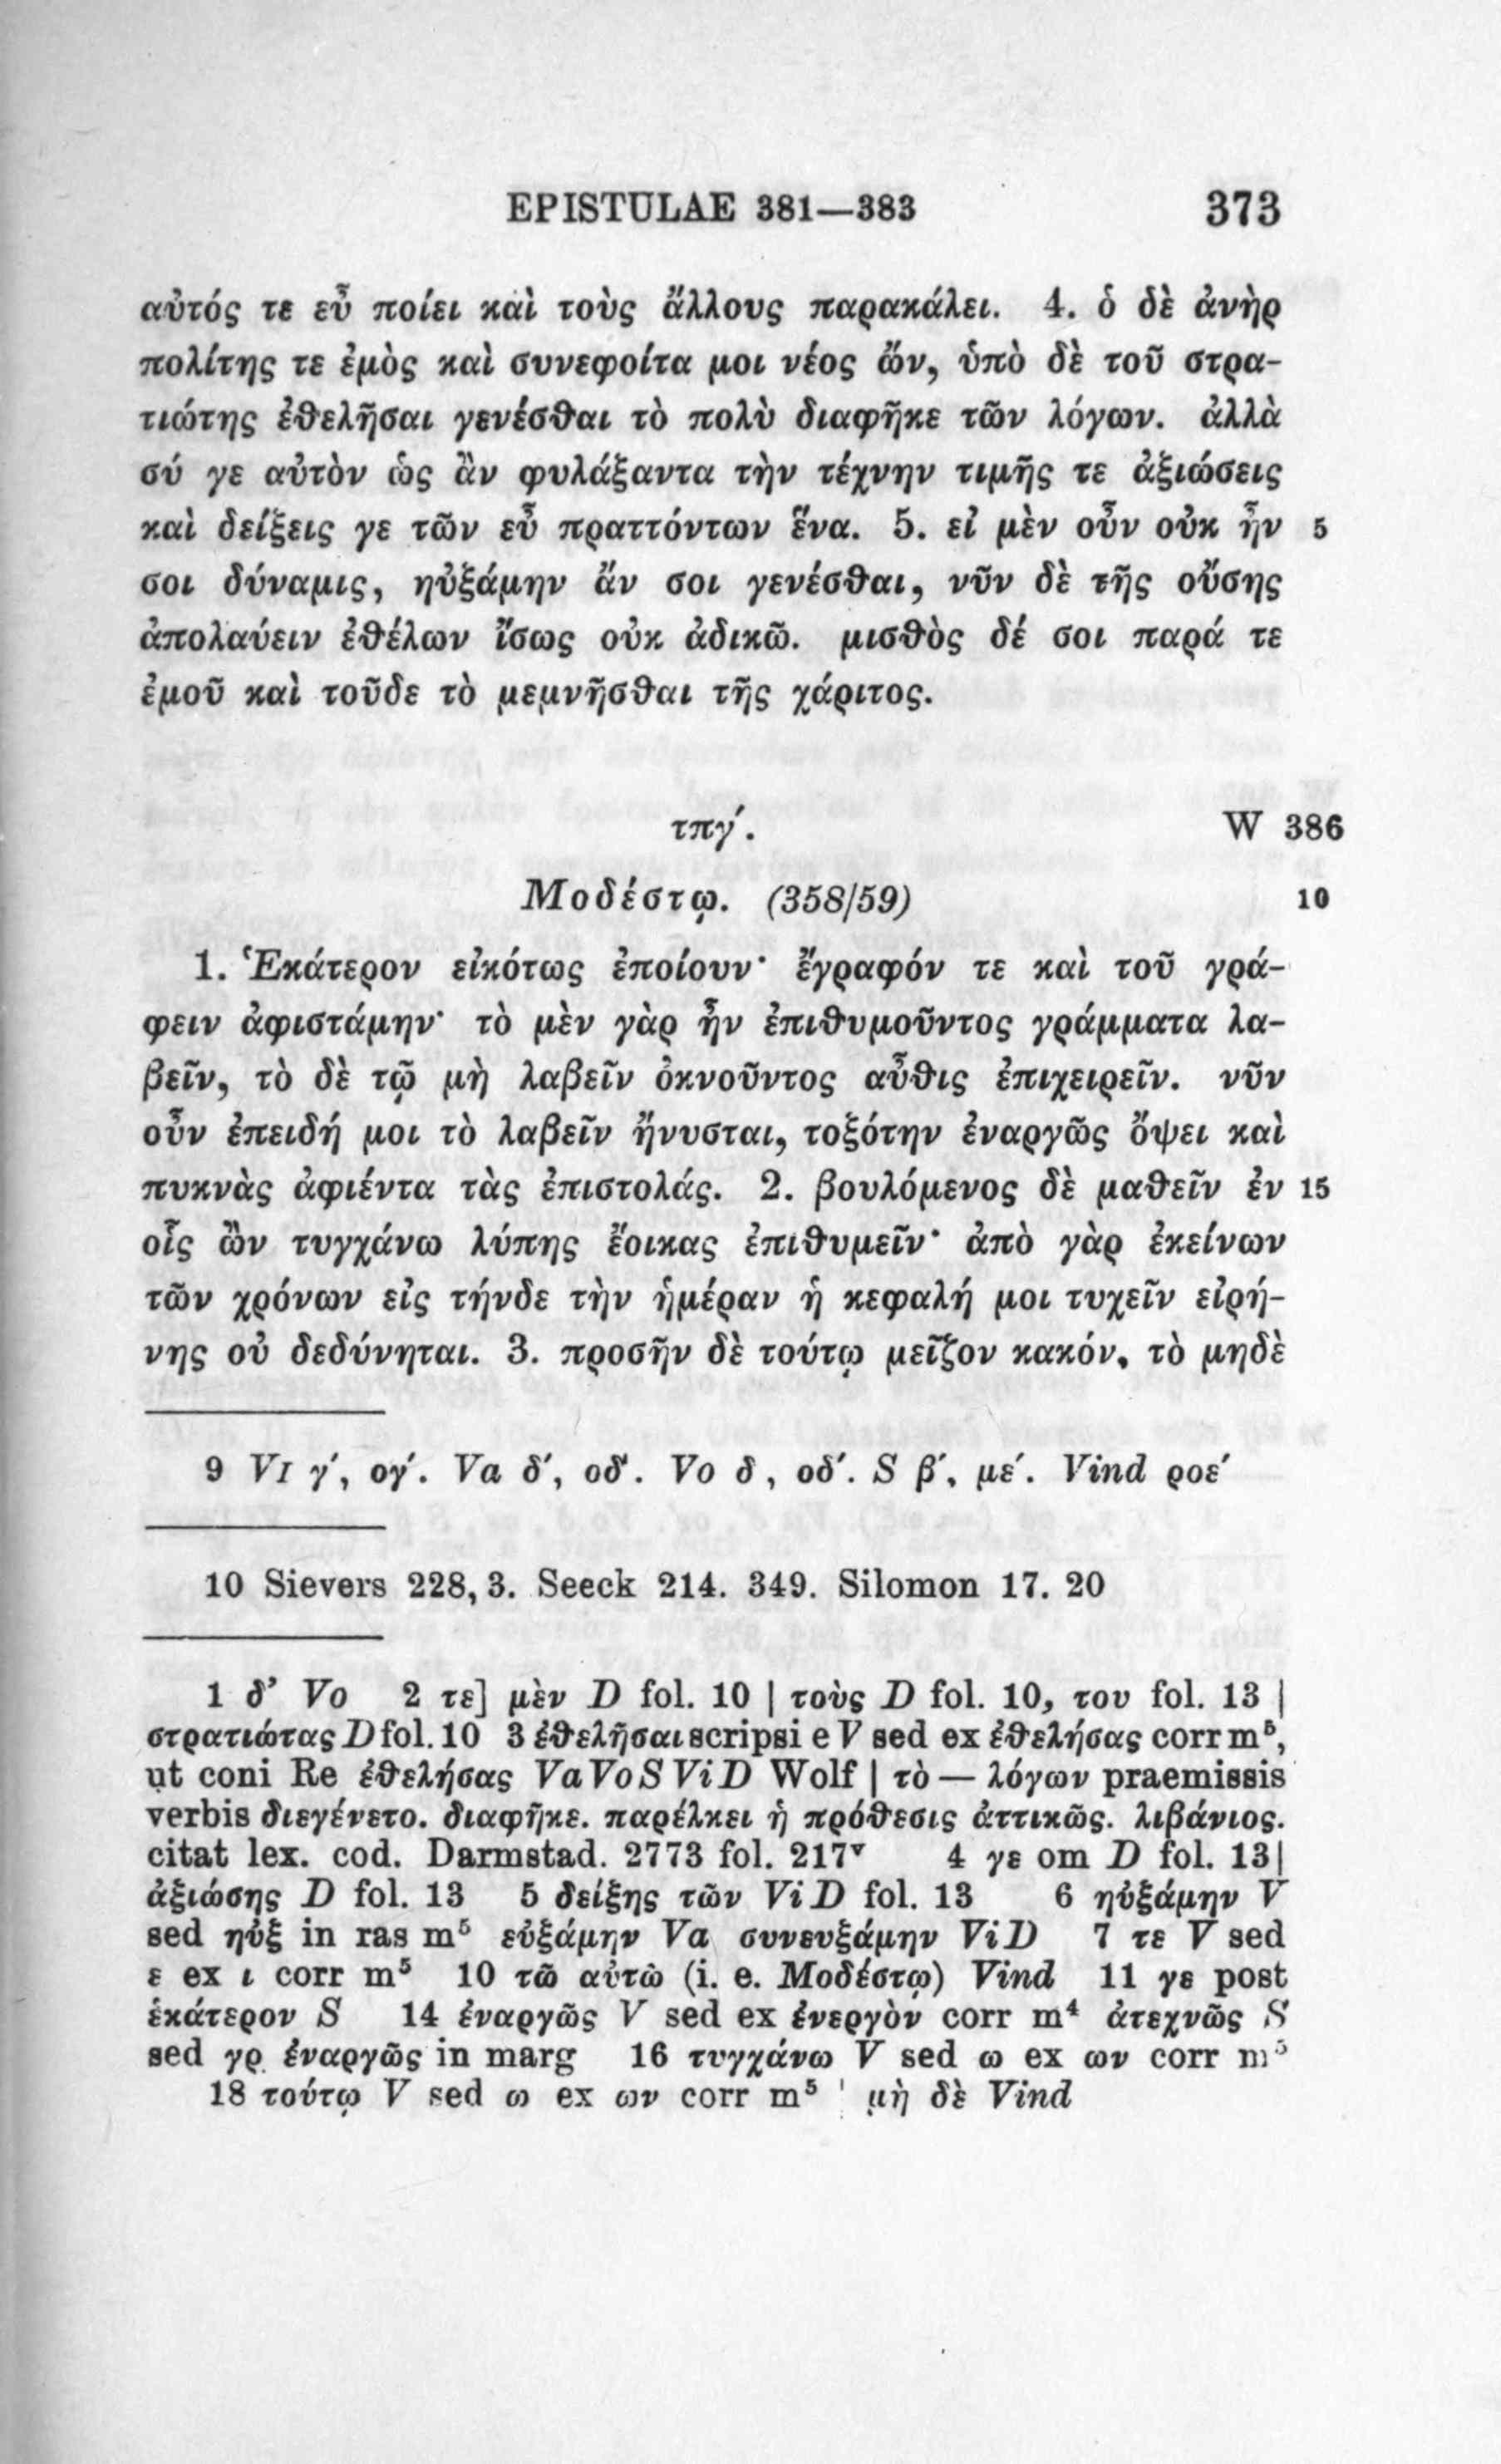 EPISTULAE 381—383 373
αὐτός τε εὖ ποίει καὶ τοὺς ἄλλους παρακάλει. 4. ὁ δὲ ἀνὴρ
πολίτης τε ἐμὸς καὶ συνεφοίτα μοι νέος ὤν, ὑπὸ δὲ τοῦ στρα-
τιώτης ἐθελῆσαι γενέσθαι τὸ πολὺ διαφῆκε τῶν λόγων. ἀλλὰ
σύ γε αὐτὸν ὡς ἂν φυλάξαντα τὴν τέχνην τιμῆς τε ἀξιώσεις
καὶ δείξεις γε τῶν εὖ πραττόντων ἕνα. 5. εἰ μὲν οὖν οὐκ ἦν 5
σοι δύναμις, ηὐξάμην ἄν σοι γενέσθαι, νῦν δὲ τῆς οὔσης
ἀπολαύειν ἐθέλων ἴσως οὐκ ἀδικῶ. μισθὸς δέ σοι παρά τε
ἐμοῦ καὶ τοῦδε τὸ μεμνῆσθαι τῆς χάριτος.
τπγ΄. W 386
Μοδέστῳ. (358/59) 10
1. Ἑκάτερον εἰκότως ἐποίουν· ἔγραφόν τε καὶ τοῦ γρά-
φειν ἀφιστάμην· τὸ μὲν γὰρ ἦν ἐπιθυμοῦντος γράμματα λα-
βεῖν, τὸ δὲ τῷ μὴ λαβεῖν ὀκνοῦντος αὖθις ἐπιχειρεῖν. νῦν
οὖν ἐπειδή μοι τὸ λαβεῖν ἤνυσται, τοξότην ἐναργῶς ὄψει καὶ
πυκνὰς ἀφιέντα τὰς ἐπιστολάς. 2. βουλόμενος δὲ μαθεῖν ἐν 15
οἷς ὢν τυγχάνω λύπης ἔοικας ἐπιθυμεῖν· ἀπὸ γὰρ ἐκείνων
τῶν χρόνων εἰς τήνδε τὴν ἡμέραν ἡ κεφαλή μοι τυχεῖν εἰρή-
νης οὐ δεδύνηται. 3. προσῆν δὲ τούτῳ μεῖζον κακόν, τὸ μηδὲ
9 VI γ΄, ογ΄. Va δ΄, οδ΄. Vo δ, οδ΄. S β΄, με΄. Vind ροε΄
10 Sievers 228, 3. Seeck 214. 349. Silomon 17. 20
1 δ’ Vo 2 τε] μὲν D fol. 10 | τοὺς D fol. 10, του fol. 13 |
στρατιώτας D fol. 10 3 ἐθελῆσαι scripsi e V sed ex ἐθελήσας corr m⁵,
ut coni Re ἐθελήσας Va Vo S Vi D Wolf | τὸ — λόγων praemissis
verbis διεγένετο. διαφῆκε. παρέλκει ἡ πρόθεσις ἀττικῶς. λιβάνιος.
citat lex. cod. Darmstad. 2773 fol. 217ᵛ 4 γε om D fol. 13 |
ἀξιώσης D fol. 13 5 δείξης τῶν Vi D fol. 13 6 ηὐξάμην V
sed ηὐξ in ras m⁵ εὐξάμην Va συνευξάμην Vi D 7 τε V sed
ε ex ι corr m⁵ 10 τῶ αὐτῶ (i. e. Μοδέστῳ) Vind 11 γε post
ἑκάτερον S 14 ἐναργῶς V sed ex ἐνεργὸν corr m⁴ ἀτεχνῶς S
sed γρ ἐναργῶς in marg 16 τυγχάνω V sed ω ex ων corr m⁵
18 τούτῳ V sed ω ex ων corr m⁵ | μὴ δὲ Vind